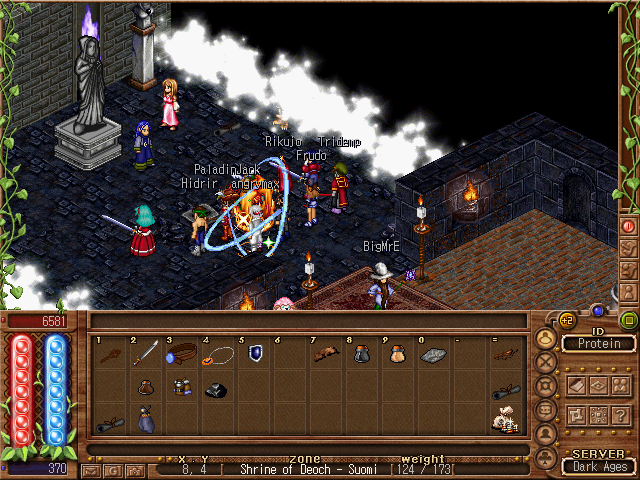 Rikujo Tridemp
Frudo
PaladinJack
Hidrir angrymax
BigMrE
6581
1 2 3 4 5 6 7 8 9 0 - =
+2
ID
Protein
370
X Y ZONE weight
8, 4 [ Shrine of Deoch - Suomi [124 / 173[
G
?
SERVER
Dark Ages